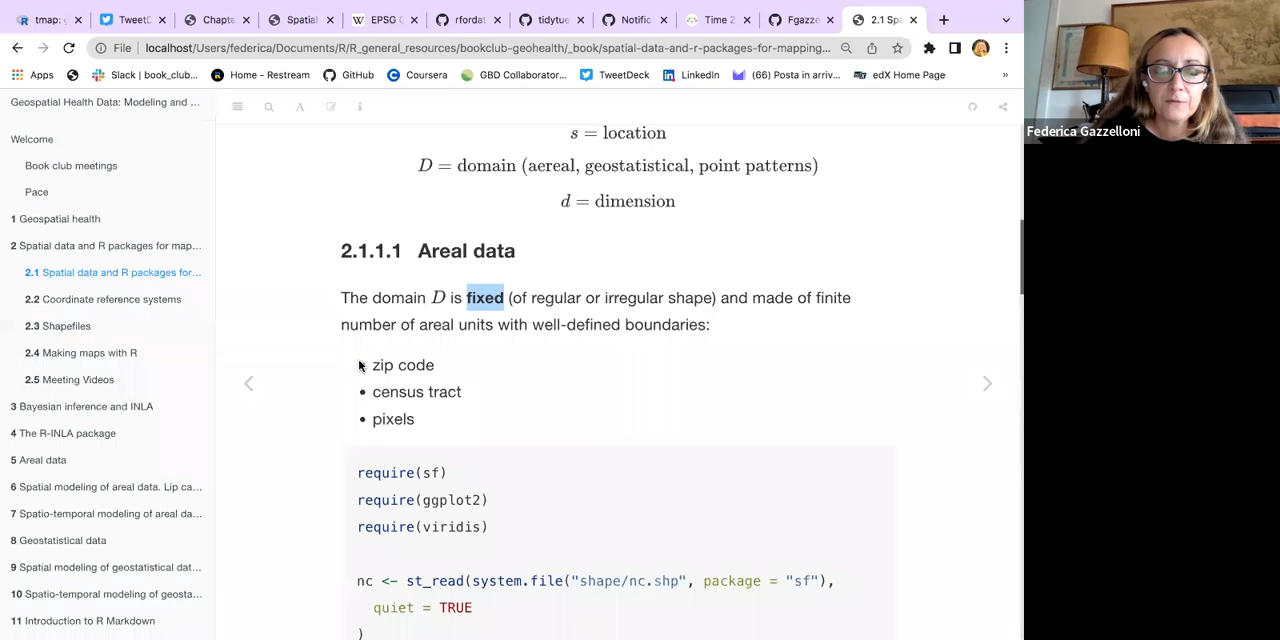 tmap: g
TweetD
Chapte
Spatial
EPSG G
rfordat
tidytue
Notific
Time 2
Fgazze
2.1 Spa
File
localhost/Users/federica/Documents/R/R_general_resources/bookclub-geohealth/_book/spatial-data-and-r-packages-for-mapping...
Apps
Slack | book_club...
Home - Restream
GitHub
Coursera
GBD Collaborator...
TweetDeck
LinkedIn
(66) Posta in arriv...
edX Home Page
»
Geospatial Health Data: Modeling and ...
Welcome
Book club meetings
Pace
1 Geospatial health
2 Spatial data and R packages for map...
2.1 Spatial data and R packages for...
2.2 Coordinate reference systems
2.3 Shapefiles
2.4 Making maps with R
2.5 Meeting Videos
3 Bayesian inference and INLA
4 The R-INLA package
5 Areal data
6 Spatial modeling of areal data. Lip ca...
7 Spatio-temporal modeling of areal da...
8 Geostatistical data
9 Spatial modeling of geostatistical dat...
10 Spatio-temporal modeling of geosta...
11 Introduction to R Markdown
s = location
D = domain (aereal, geostatistical, point patterns)
d = dimension
2.1.1.1 Areal data
The domain D is fixed (of regular or irregular shape) and made of finite
number of areal units with well-defined boundaries:
zip code
• census tract
• pixels
require(sf)
require(ggplot2)
require(viridis)
nc <- st_read(system.file("shape/nc.shp", package = "sf"),
quiet = TRUE
)
Federica Gazzelloni